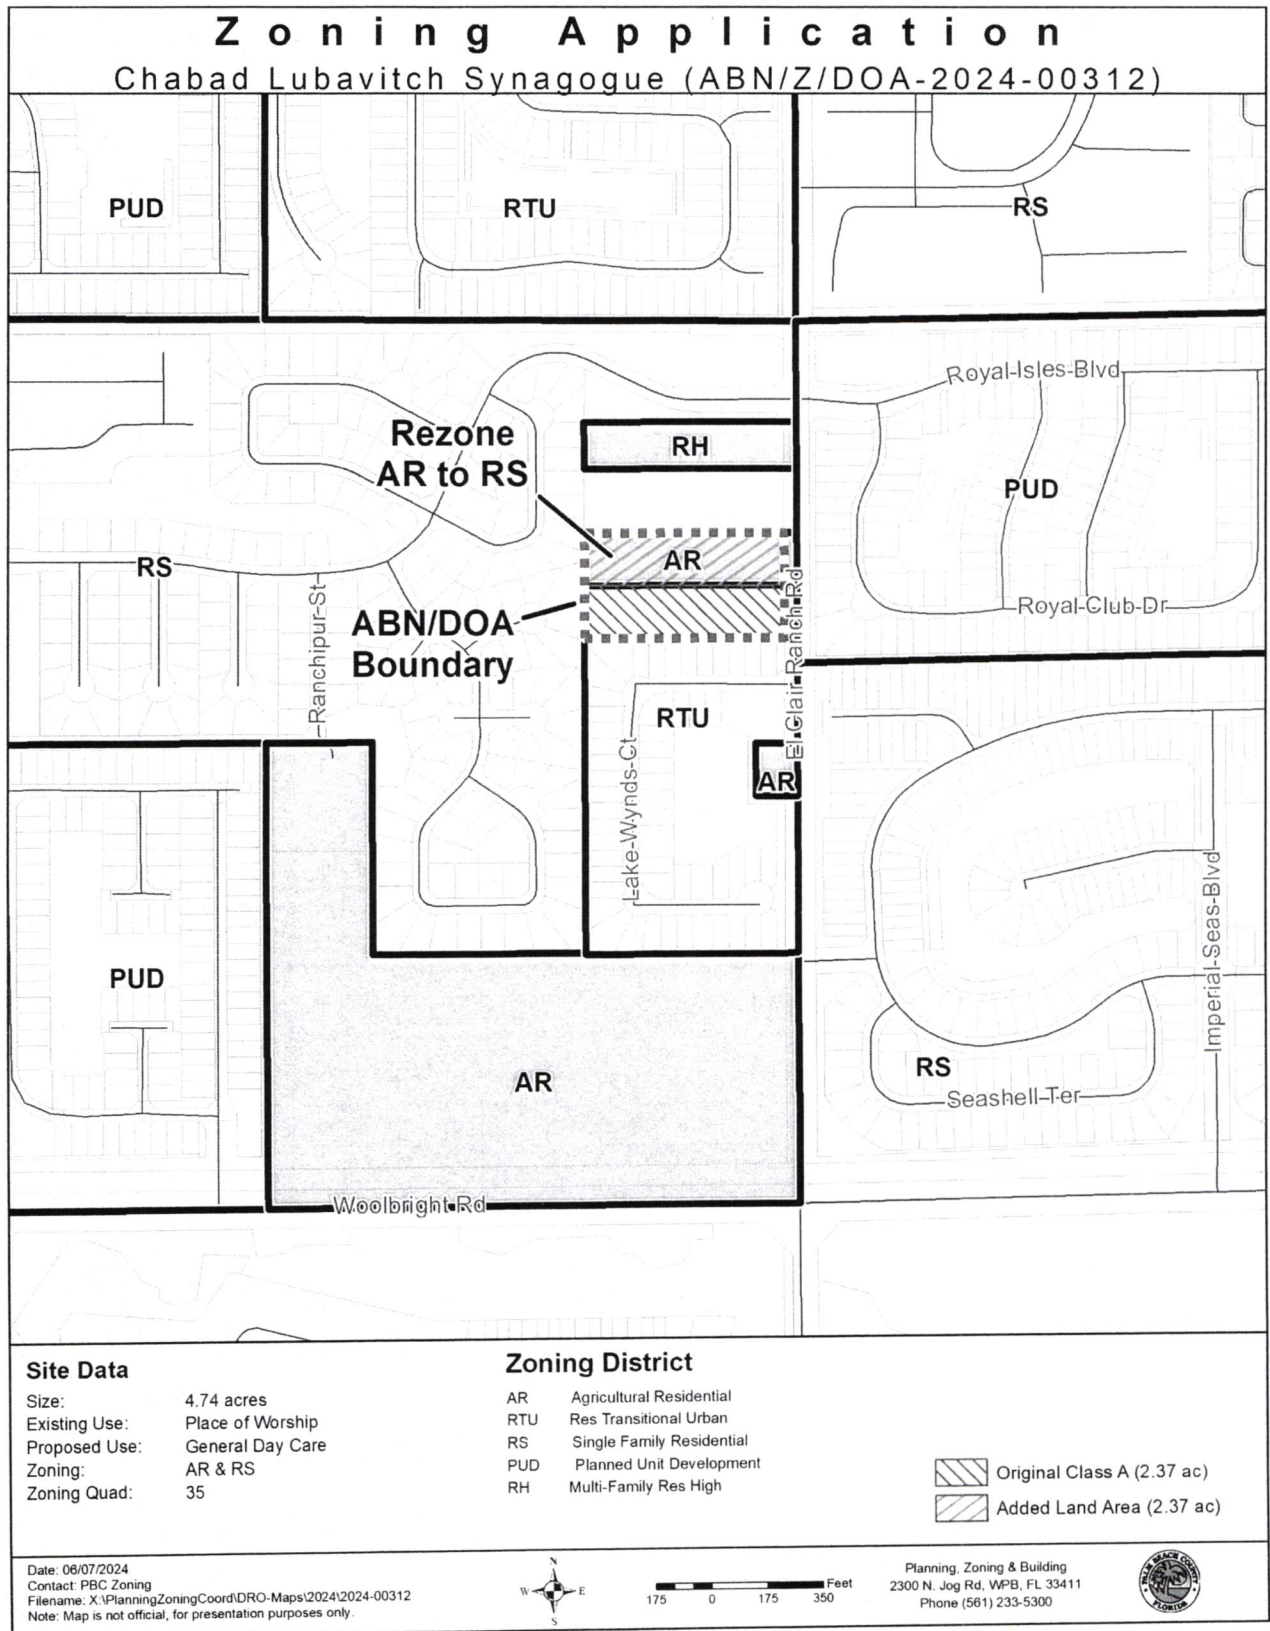 Zoning Application
Chabad Lubavitch Synagogue (ABN/Z/DOA-2024-00312)
PUD
RTU
RS
Royal Isles Blvd
Rezone
AR to RS
RH
PUD
AR
RS
ABN/DOA
Boundary
Royal Club Dr
Ranchipur St
El Clair Ranch Rd
RTU
Lake Wynds Ct
AR
PUD
Imperial Seas Blvd
AR
RS
Seashell Ter
Woolbright Rd
Site Data
Size: 4.74 acres
Existing Use: Place of Worship
Proposed Use: General Day Care
Zoning: AR & RS
Zoning Quad: 35
Zoning District
AR Agricultural Residential
RTU Res Transitional Urban
RS Single Family Residential
PUD Planned Unit Development
RH Multi-Family Res High
Original Class A (2.37 ac)
Added Land Area (2.37 ac)
Date: 06/07/2024
Contact: PBC Zoning
Filename: X:\PlanningZoningCoord\DRO-Maps\2024\2024-00312
Note: Map is not official, for presentation purposes only.
N
W E
S
Feet
175 0 175 350
Planning, Zoning & Building
2300 N. Jog Rd, WPB, FL 33411
Phone (561) 233-5300
PALM BEACH COUNTY
FLORIDA